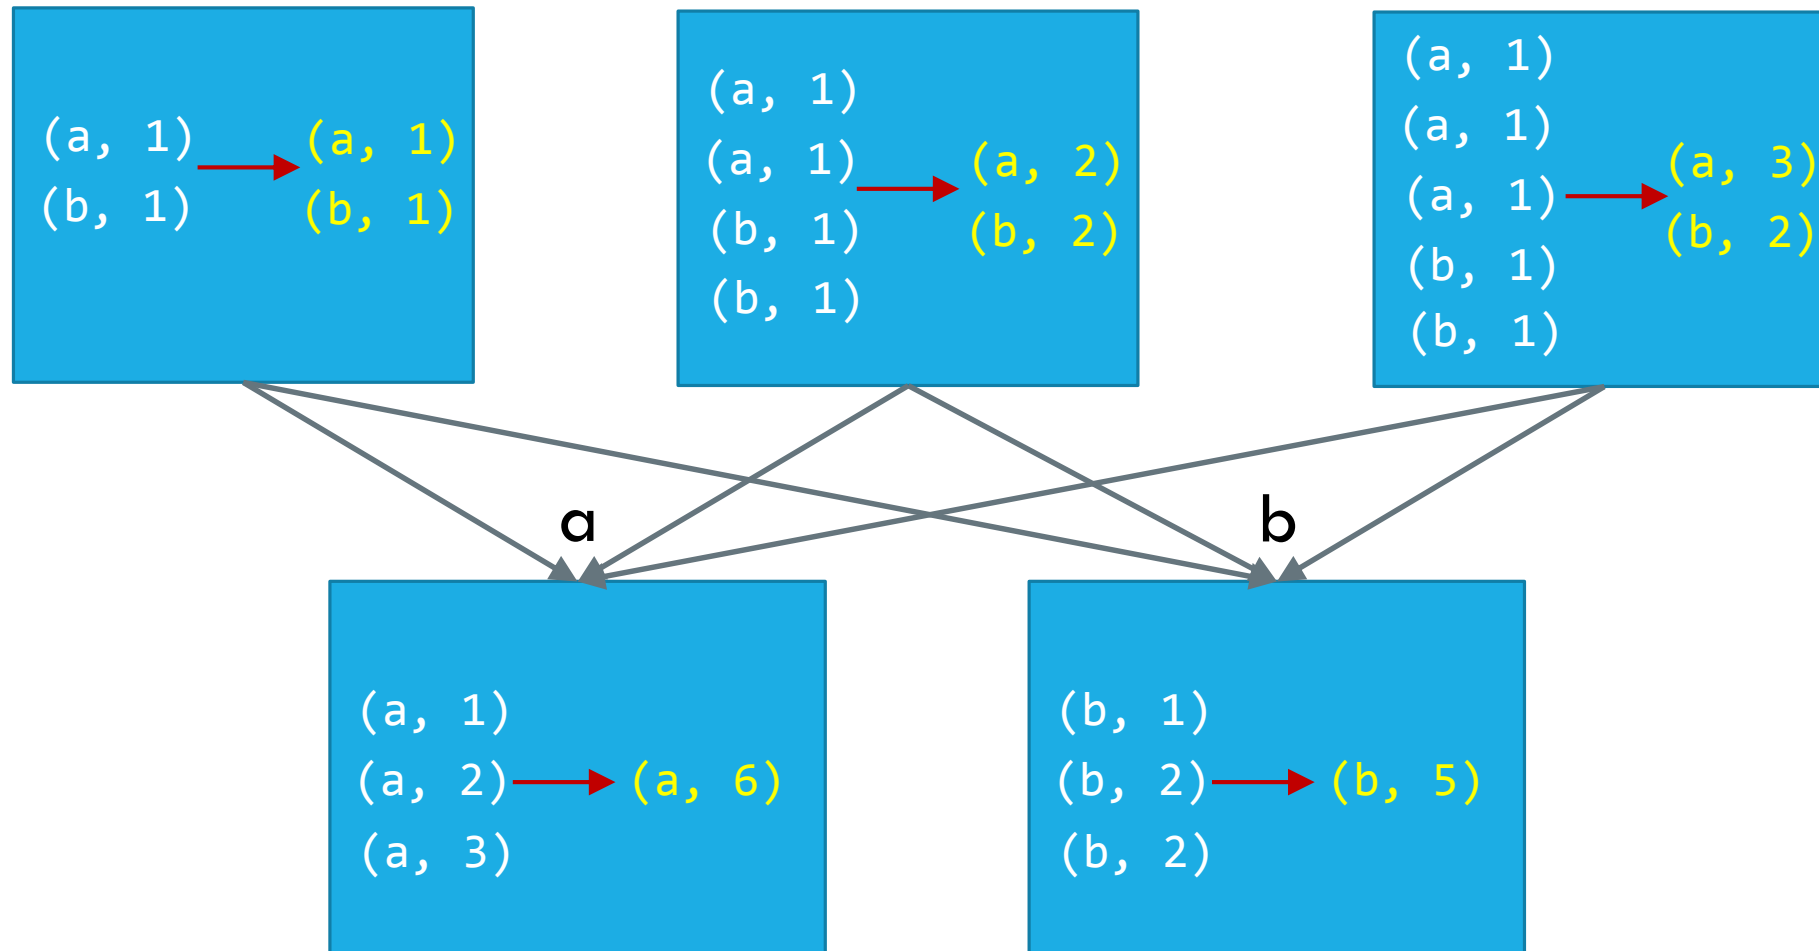 (a, 1)
(b, 1)
(a, 1)
(b, 1)
(a, 1)
(a, 1)
(b, 1)
(b, 1)
(a, 2)
(b, 2)
(a, 1)
(a, 1)
(a, 1)
(b, 1)
(b, 1)
(a, 3)
(b, 2)
a
b
(a, 1)
(a, 2)
(a, 3)
(a, 6)
(b, 1)
(b, 2)
(b, 2)
(b, 5)